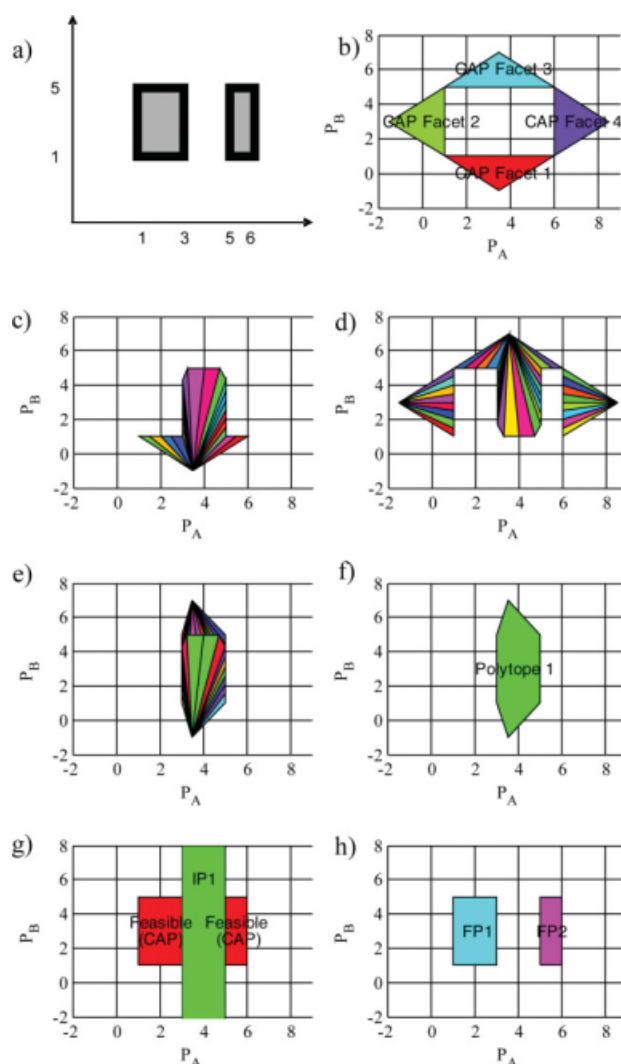 a)
5
1
1 3 5 6
b)
8
6
4
2
0
-2
P_B
CAP Facet 3
CAP Facet 2
CAP Facet 4
CAP Facet 1
-2 0 2 4 6 8
P_A
c)
8
6
4
2
0
-2
P_B
-2 0 2 4 6 8
P_A
d)
8
6
4
2
0
-2
P_B
-2 0 2 4 6 8
P_A
e)
8
6
4
2
0
-2
P_B
-2 0 2 4 6 8
P_A
f)
8
6
4
2
0
-2
P_B
Polytope 1
-2 0 2 4 6 8
P_A
g)
8
6
4
2
0
-2
P_B
IP1
Feasible
(CAP)
Feasible
(CAP)
-2 0 2 4 6 8
P_A
h)
8
6
4
2
0
-2
P_B
FP1
FP2
-2 0 2 4 6 8
P_A